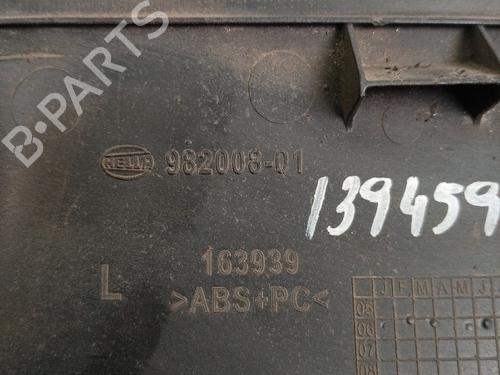 B-Parts
HELLA 982008-01
139459
163939
L >ABS+PC<
J F M A M J
05
06
07
08